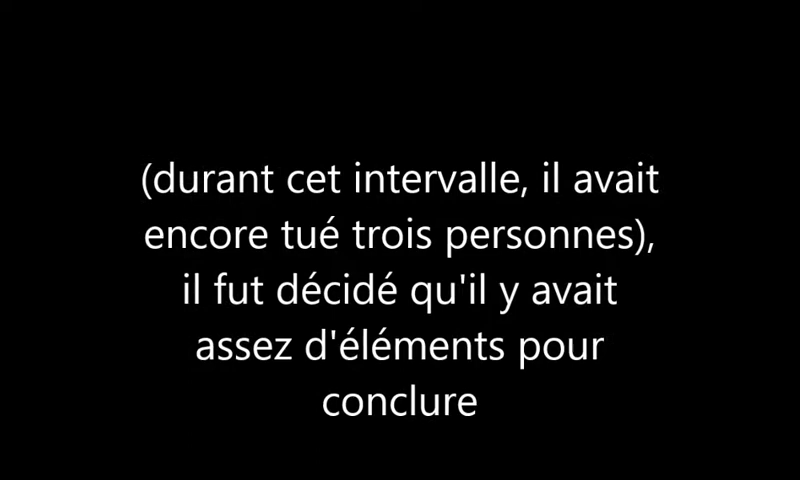 (durant cet intervalle, il avait
encore tué trois personnes),
il fut décidé qu'il y avait
assez d'éléments pour
conclure